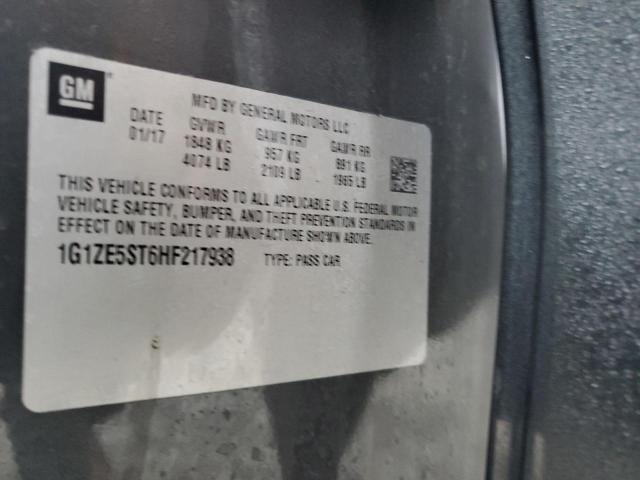 GM
MFD BY GENERAL MOTORS LLC
DATE GVWR GAWR FRT GAWR RR
01/17 1848 KG 957 KG 891 KG
4074 LB 2109 LB 1965 LB
THIS VEHICLE CONFORMS TO ALL APPLICABLE U.S. FEDERAL MOTOR
VEHICLE SAFETY, BUMPER, AND THEFT PREVENTION STANDARDS IN
EFFECT ON THE DATE OF MANUFACTURE SHOWN ABOVE.
1G1ZE5ST6HF217938 TYPE: PASS CAR